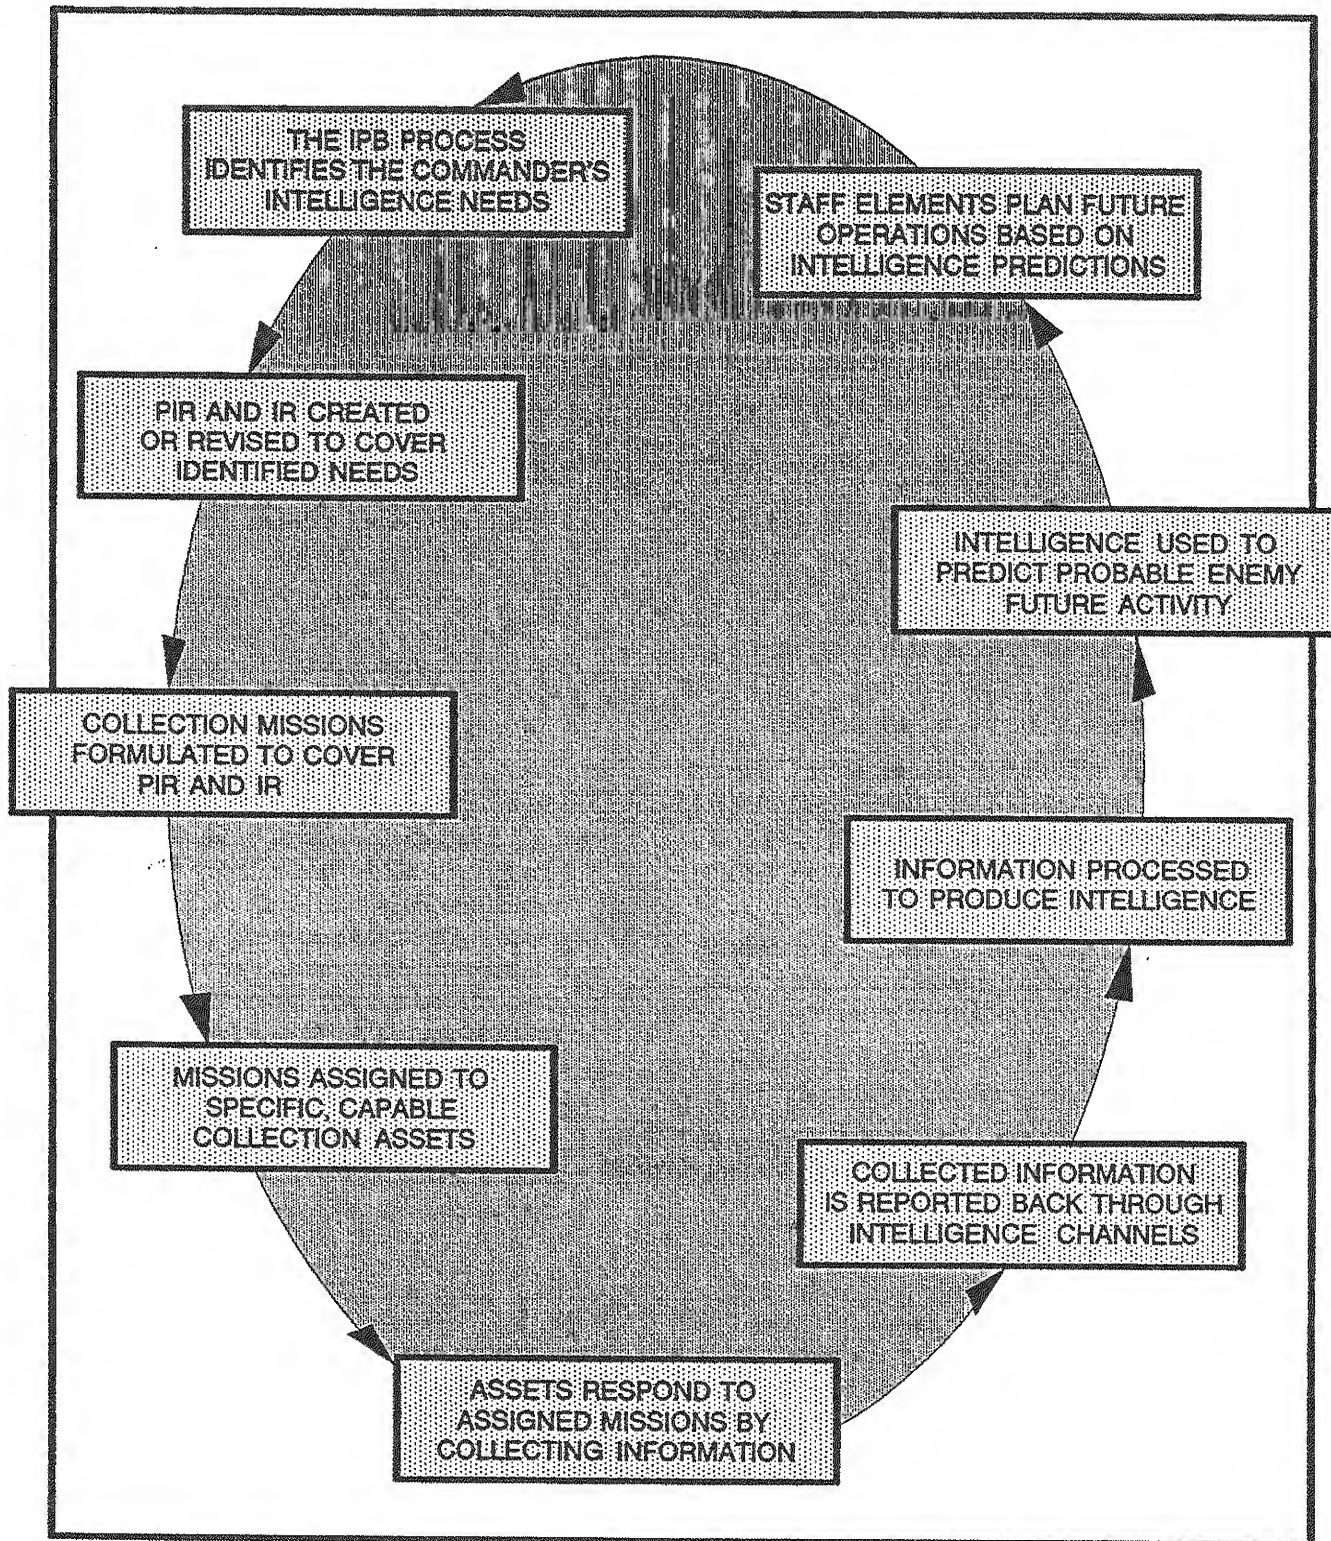 THE IPB PROCESS
IDENTIFIES THE COMMANDER'S
INTELLIGENCE NEEDS
STAFF ELEMENTS PLAN FUTURE
OPERATIONS BASED ON
INTELLIGENCE PREDICTIONS
PIR AND IR CREATED
OR REVISED TO COVER
IDENTIFIED NEEDS
INTELLIGENCE USED TO
PREDICT PROBABLE ENEMY
FUTURE ACTIVITY
COLLECTION MISSIONS
FORMULATED TO COVER
PIR AND IR
INFORMATION PROCESSED
TO PRODUCE INTELLIGENCE
MISSIONS ASSIGNED TO
SPECIFIC, CAPABLE
COLLECTION ASSETS
COLLECTED INFORMATION
IS REPORTED BACK THROUGH
INTELLIGENCE CHANNELS
ASSETS RESPOND TO
ASSIGNED MISSIONS BY
COLLECTING INFORMATION